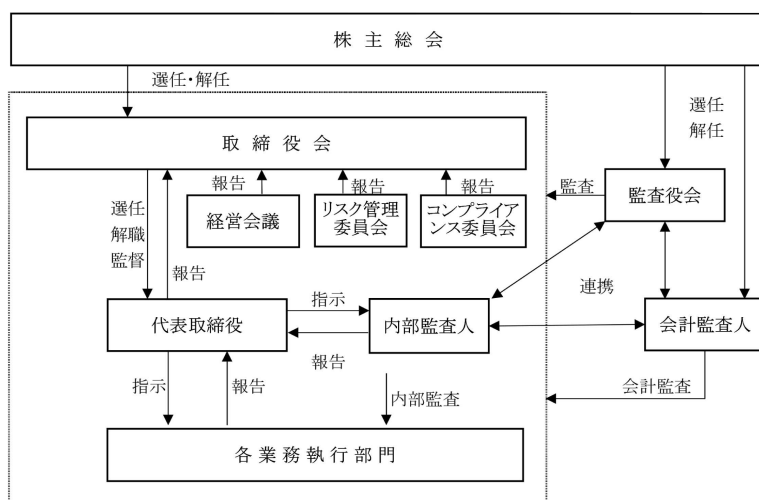 株主総会
選任・解任
選任
解任
取締役会
報告
報告
報告
監査
監査役会
経営会議
リスク管理
委員会
コンプライア
ンス委員会
選任
解職
監督
報告
連携
指示
代表取締役
内部監査人
会計監査人
報告
指示
報告
内部監査
会計監査
各業務執行部門